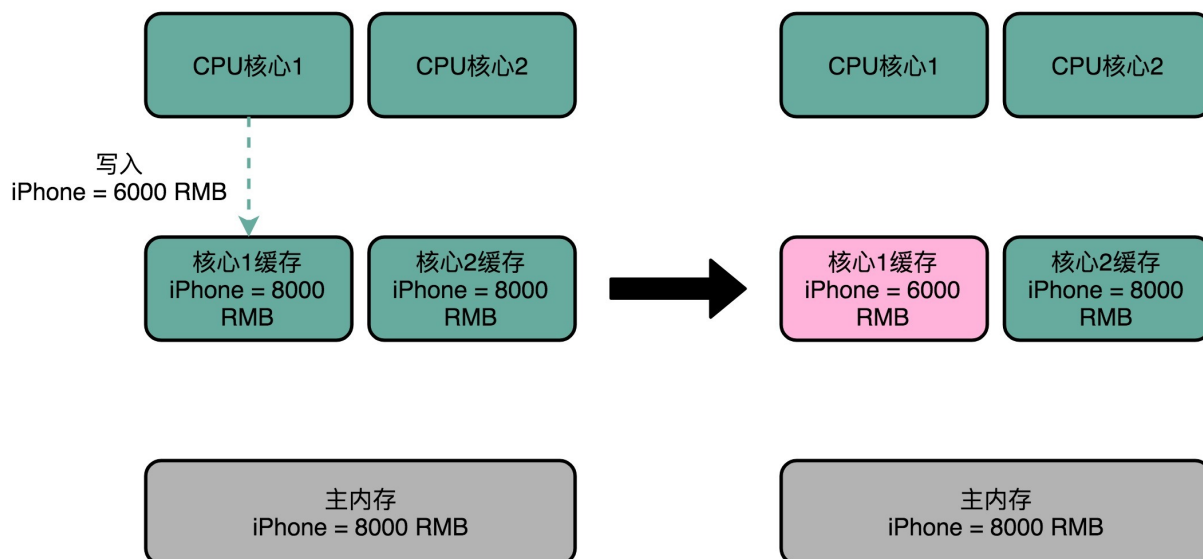 CPU核心1
CPU核心2
写入
iPhone = 6000 RMB
核心1缓存
iPhone = 8000
RMB
核心2缓存
iPhone = 8000
RMB
主内存
iPhone = 8000 RMB
CPU核心1
CPU核心2
核心1缓存
iPhone = 6000
RMB
核心2缓存
iPhone = 8000
RMB
主内存
iPhone = 8000 RMB